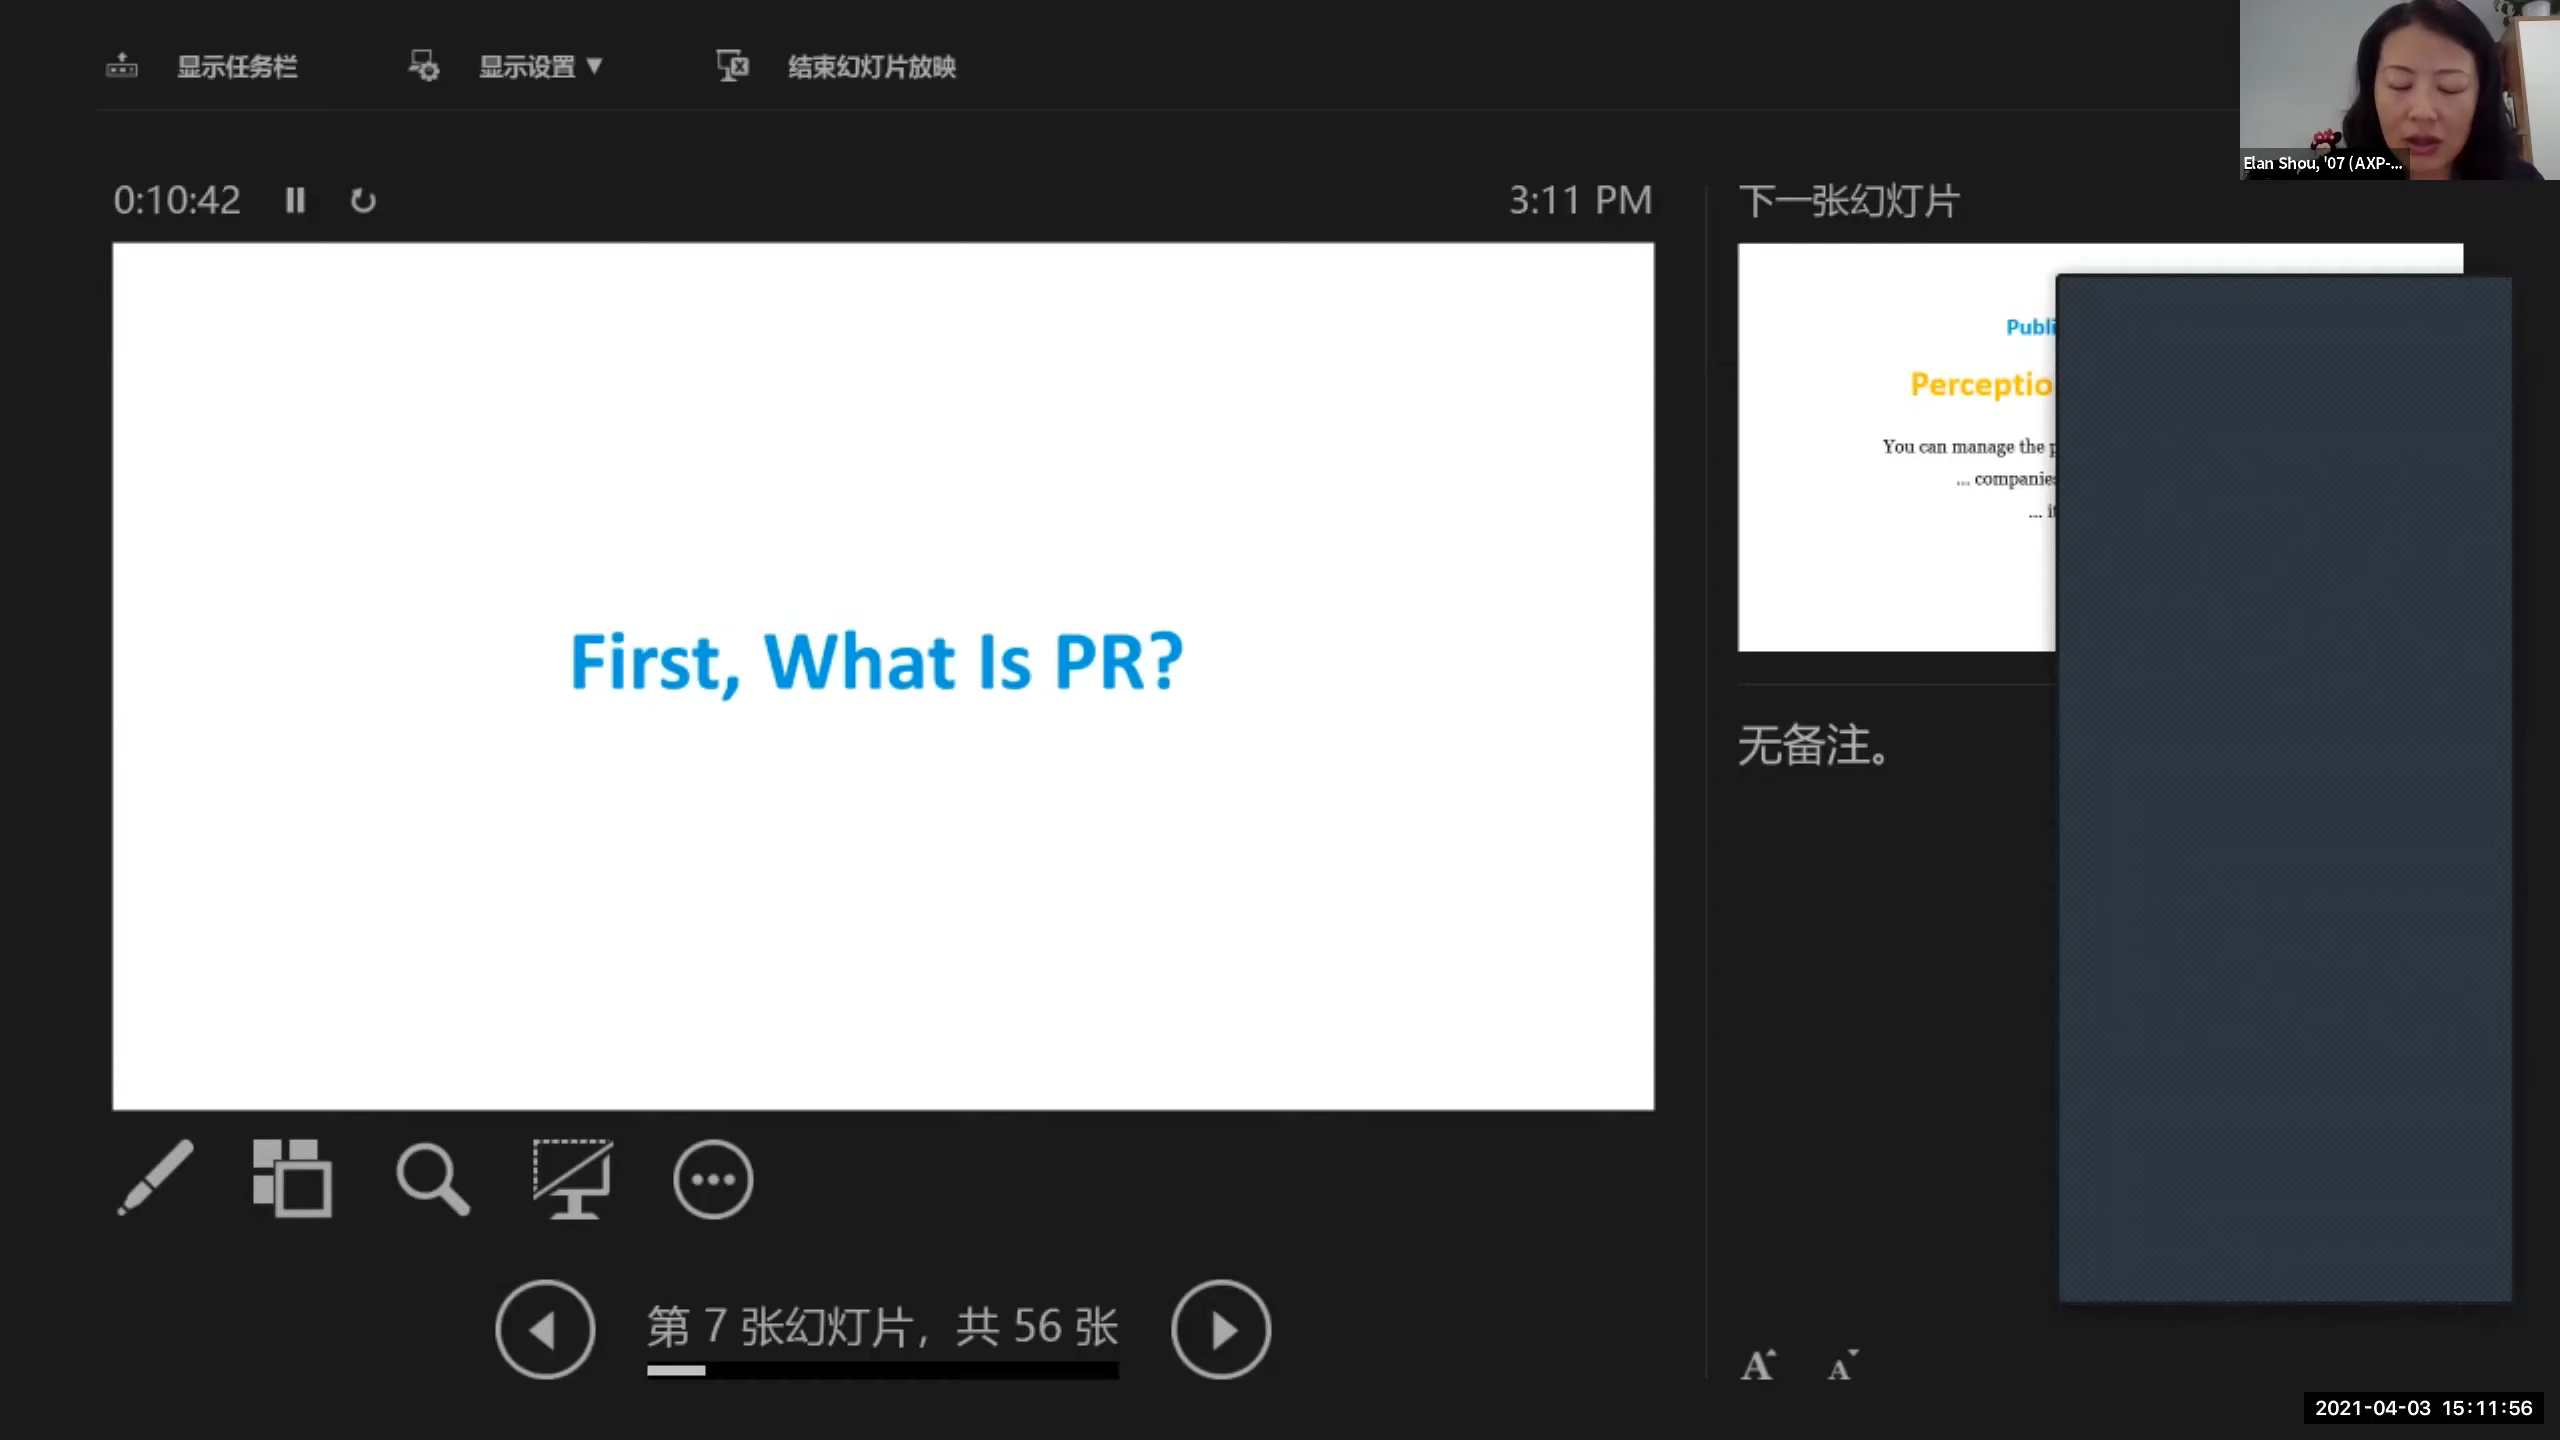 显示任务栏 显示设置 ▼ 结束幻灯片放映
Elan Shou, '07 (AXP-...
0:10:42
3:11 PM
First, What Is PR?
第 7 张幻灯片，共 56 张
下一张幻灯片
Publi
Perceptio
You can manage the p
... companies
... it
无备注。
A A
2021-04-03 15:11:56